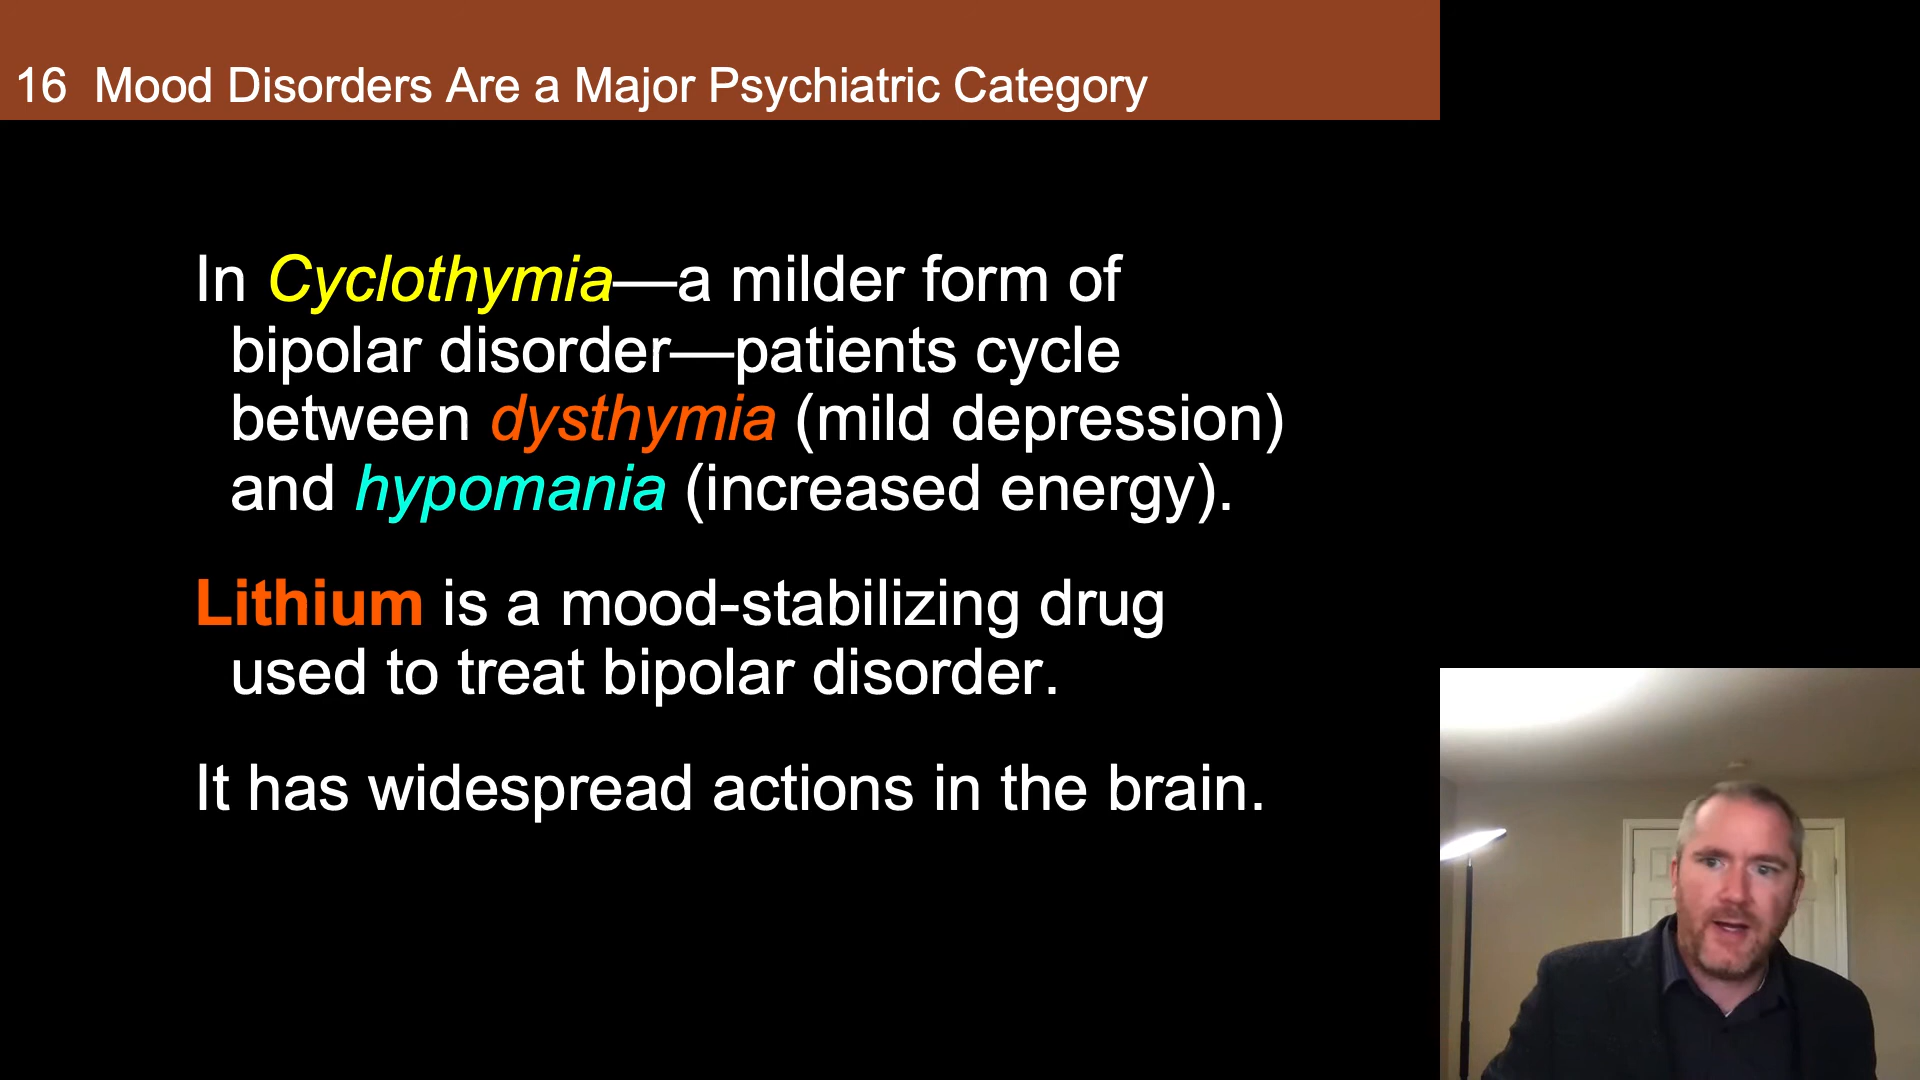 16 Mood Disorders Are a Major Psychiatric Category
In Cyclothymia—a milder form of
bipolar disorder—patients cycle
between dysthymia (mild depression)
and hypomania (increased energy).
Lithium is a mood-stabilizing drug
used to treat bipolar disorder.
It has widespread actions in the brain.